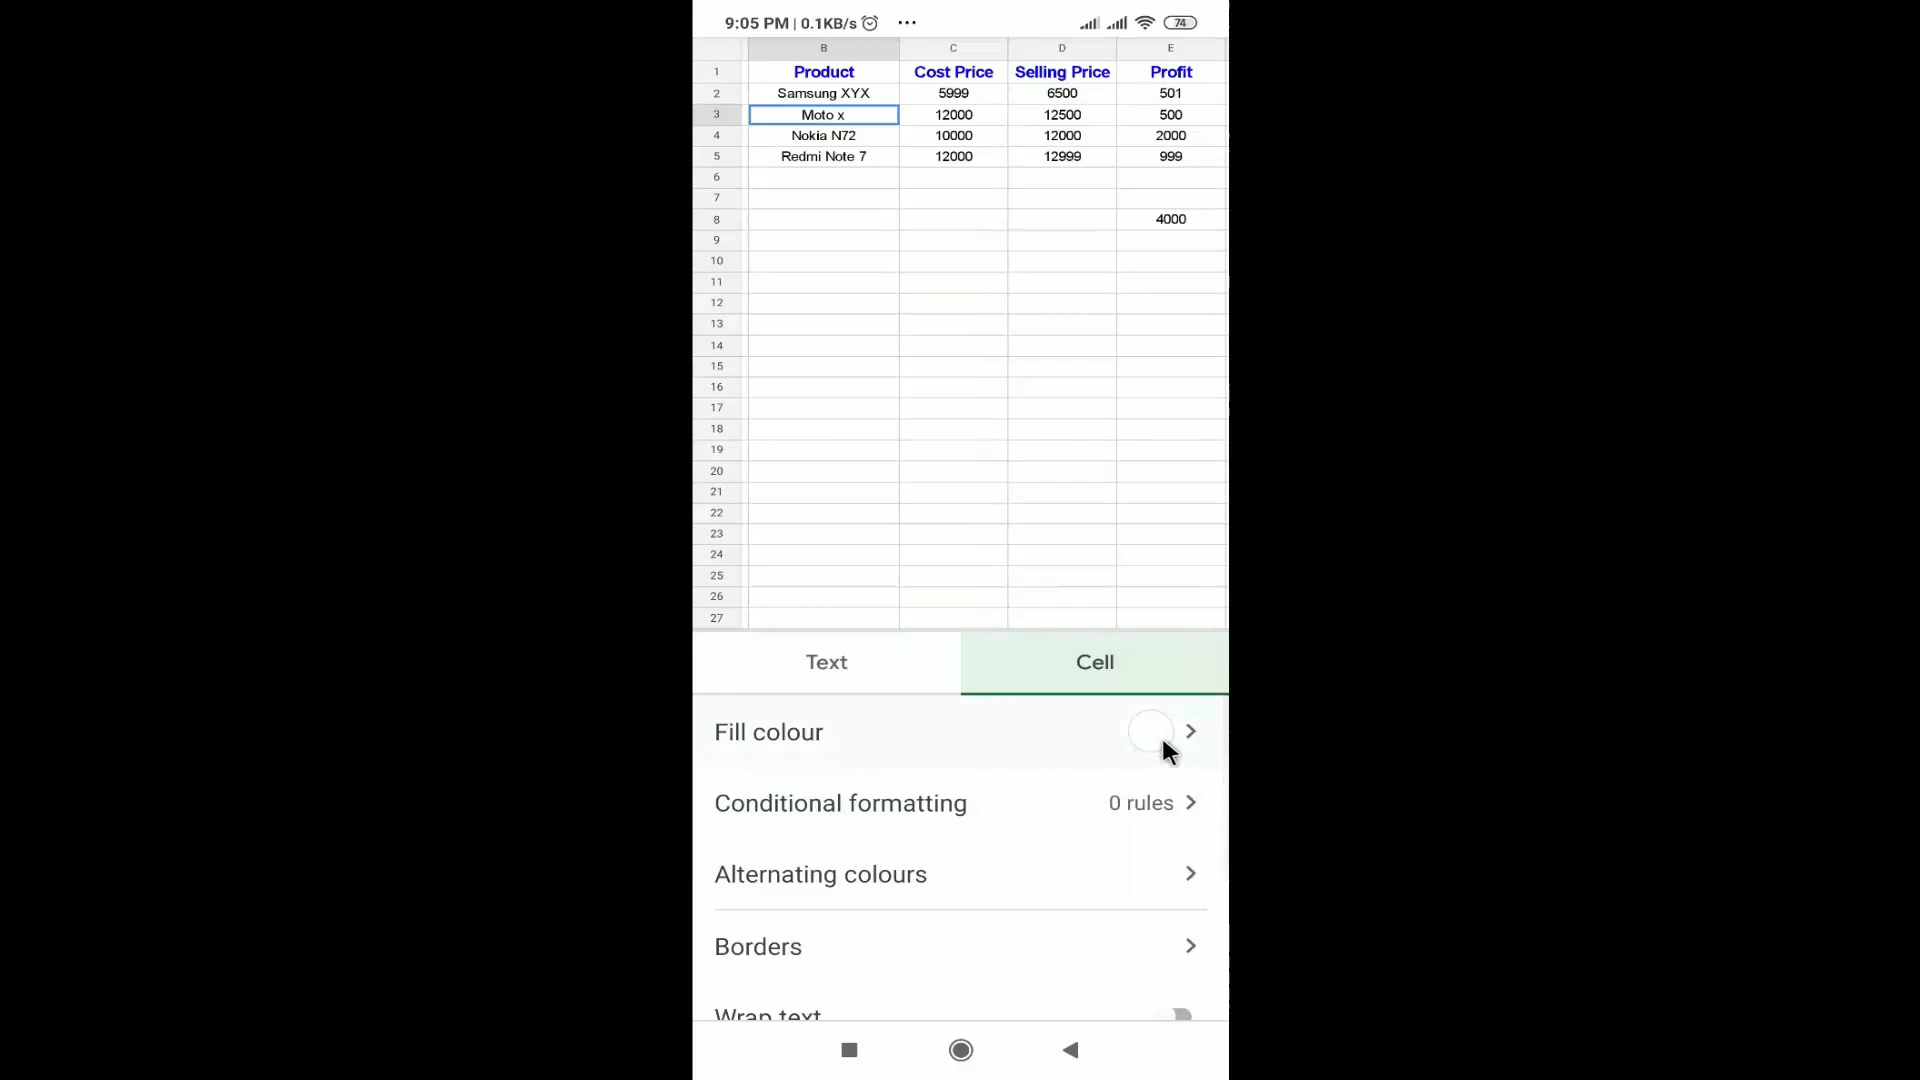 9:05 PM | 0.1KB/s ... 74
B C D E
1 Product Cost Price Selling Price Profit
2 Samsung XYX 5999 6500 501
3 Moto x 12000 12500 500
4 Nokia N72 10000 12000 2000
5 Redmi Note 7 12000 12999 999
6
7
8 4000
9
10
11
12
13
14
15
16
17
18
19
20
21
22
23
24
25
26
27
Text Cell
Fill colour
Conditional formatting 0 rules
Alternating colours
Borders
Wrap text